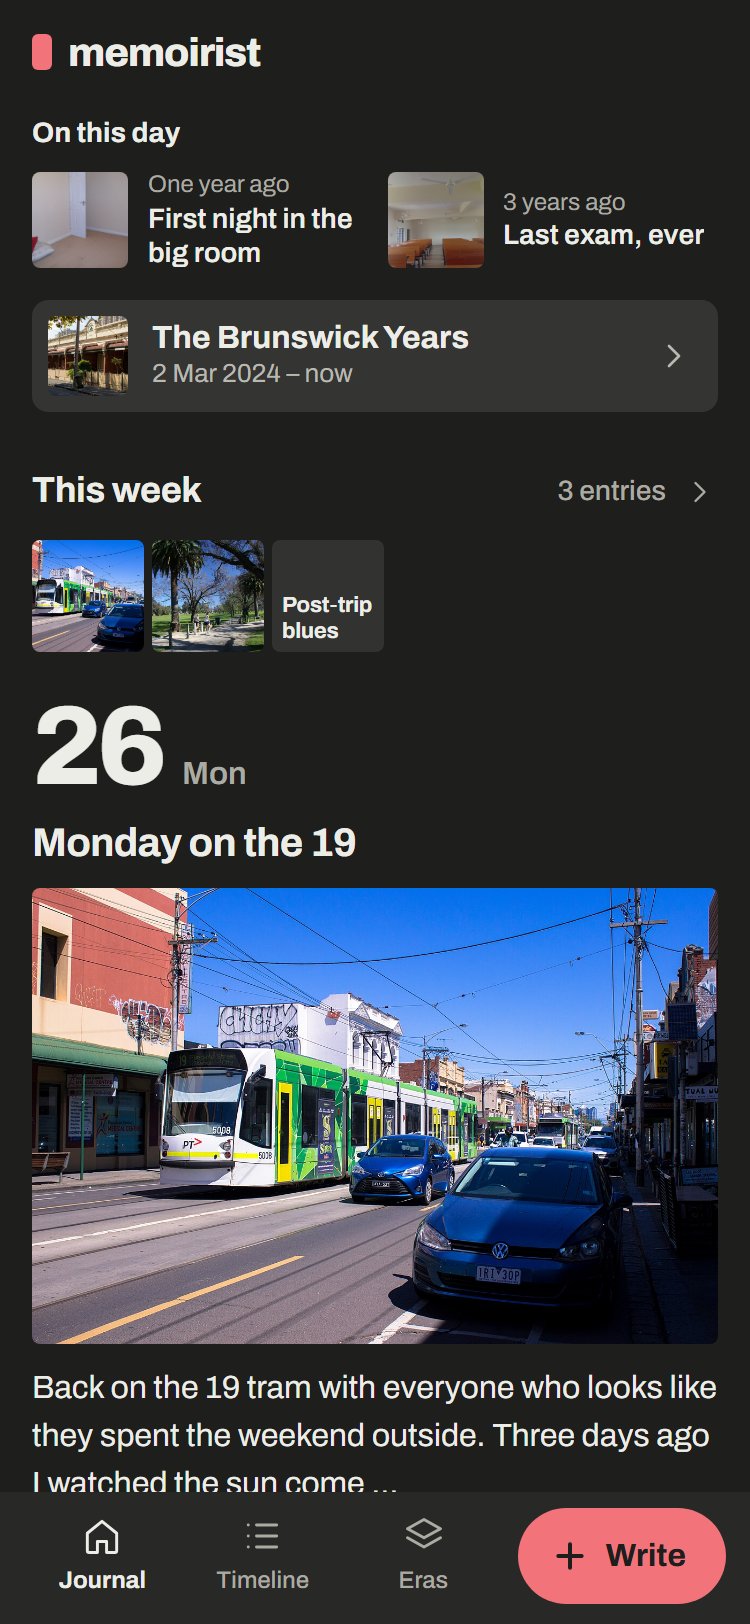 memoirist
On this day
One year ago
First night in the
big room
3 years ago
Last exam, ever
The Brunswick Years
2 Mar 2024 – now
This week
3 entries
Post-trip
blues
26 Mon
Monday on the 19
19
5008
PT>
5008
Back on the 19 tram with everyone who looks like
they spent the weekend outside. Three days ago
I watched the sun come ...
Journal
Timeline
Eras
Write